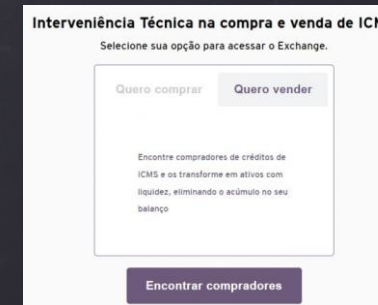 Interveniência Técnica na compra e venda de ICM
Selecione sua opção para acessar o Exchange.
Quero comprar
Quero vender
Encontre compradores de créditos de
ICMS e os transforme em ativos com
liquidez, eliminando o acúmulo no seu
balanço
Encontrar compradores